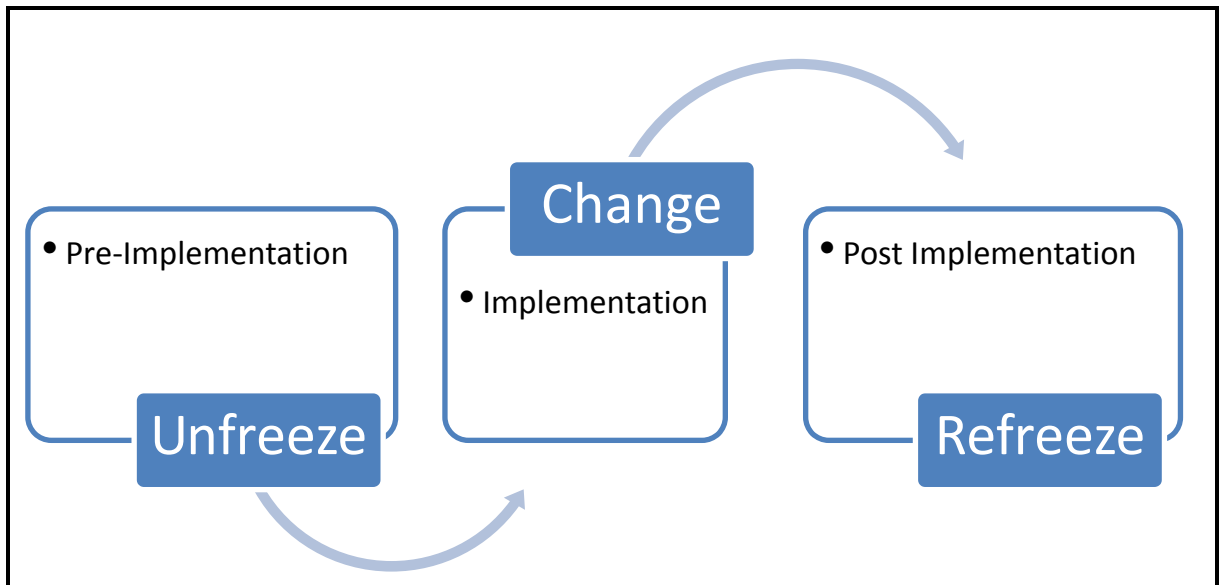 • Pre-Implementation
Unfreeze
Change
• Implementation
• Post Implementation
Refreeze